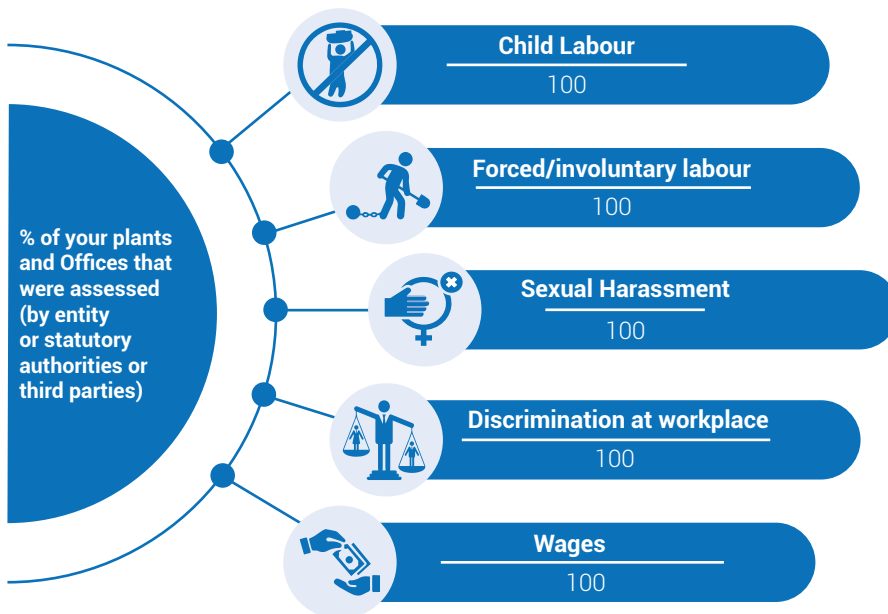 % of your plants
and Offices that
were assessed
(by entity
or statutory
authorities or
third parties)
Child Labour
100
Forced/involuntary labour
100
Sexual Harassment
100
Discrimination at workplace
100
Wages
100